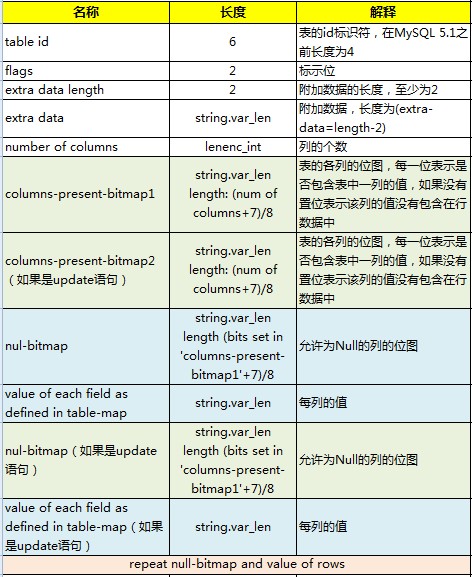 名称 长度 解释
table id 6 表的id标识符，在MySQL 5.1之
前长度为4
flags 2 标示位
extra data length 2 附加数据的长度，至少为2
extra data string.var_len 附加数据，长度为(extra-
data=length-2)
number of columns lenenc_int 列的个数
columns-present-bitmap1
string.var_len
length: (num of
columns+7)/8
表的各列的位图，每一位表示是
否包含表中一列的值，如果没有
置位表示该列的值没有包含在行
数据中
columns-present-bitmap2
（如果是update语句）
string.var_len
length: (num of
columns+7)/8
表的各列的位图，每一位表示是
否包含表中一列的值，如果没有
置位表示该列的值没有包含在行
数据中
nul-bitmap
string.var_len
length (bits set in
'columns-present-
bitmap1'+7)/8
允许为Null的列的位图
value of each field as
defined in table-map
string.var_len
每列的值
nul-bitmap（如果是update
语句）
string.var_len
length (bits set in
'columns-present-
bitmap1'+7)/8
允许为Null的列的位图
value of each field as
defined in table-map（如果
是update语句）
string.var_len
每列的值
repeat null-bitmap and value of rows